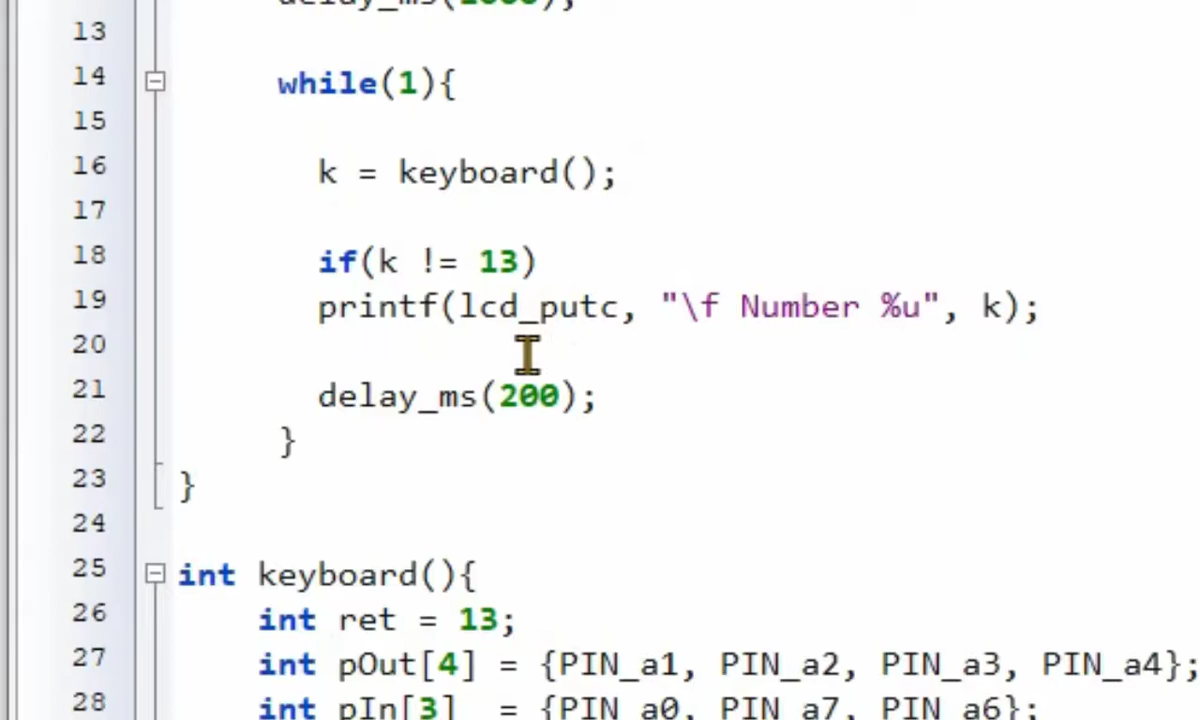 delay_ms(1000);
13
14 while(1){
15
16 k = keyboard();
17
18 if(k != 13)
19 printf(lcd_putc, "\f Number %u", k);
20
21 delay_ms(200);
22 }
23 }
24
25 int keyboard(){
26 int ret = 13;
27 int pOut[4] = {PIN_a1, PIN_a2, PIN_a3, PIN_a4};
28 int pIn[3] = {PIN_a0, PIN_a7, PIN_a6};